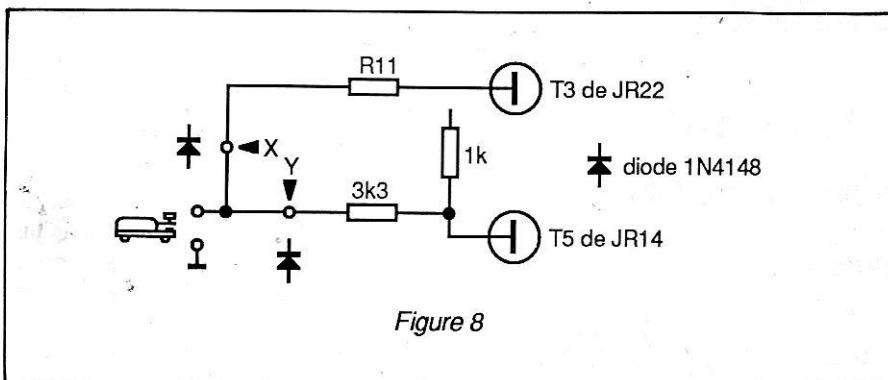 R11
T3 de JR22
X
Y
1k
diode 1N4148
3k3
T5 de JR14
Figure 8